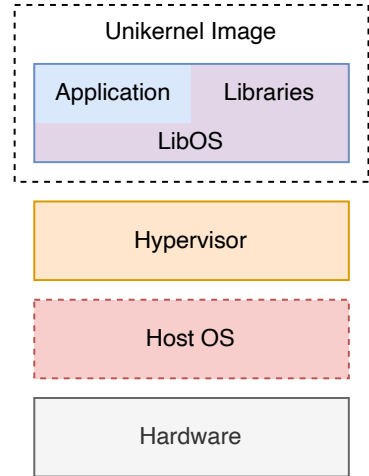 Unikernel Image
Application Libraries
LibOS
Hypervisor
Host OS
Hardware